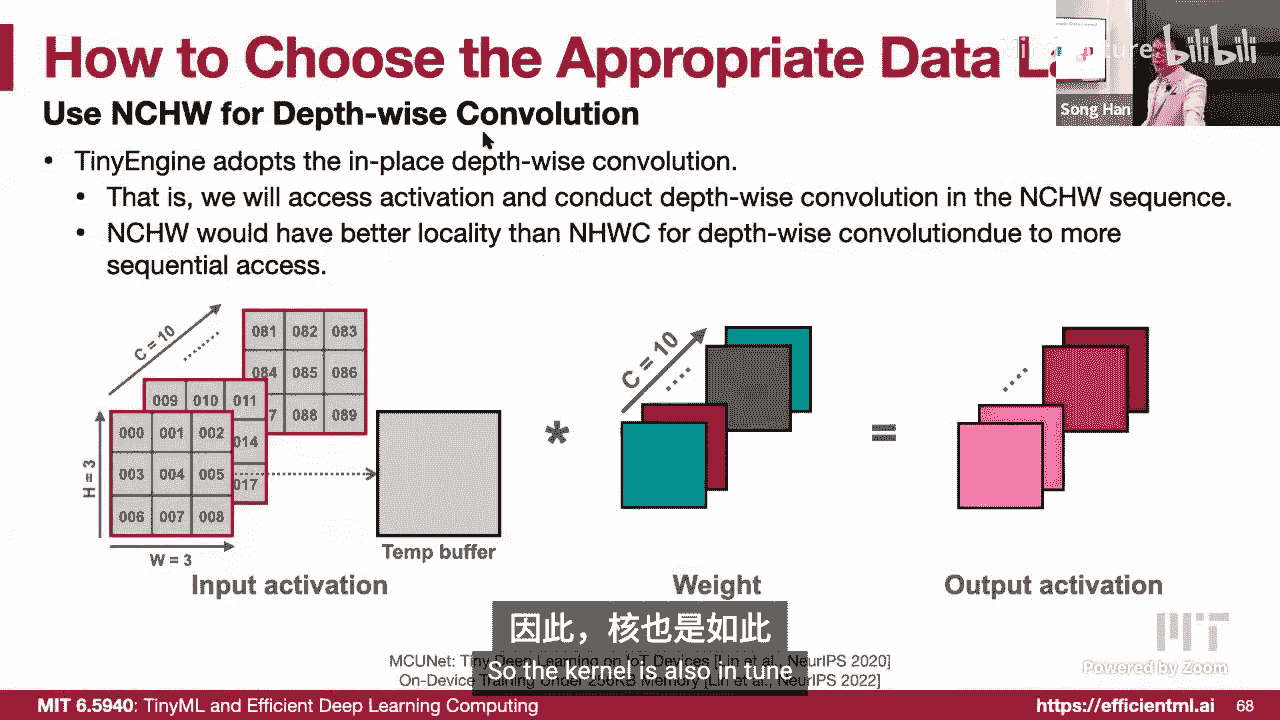 How to Choose the Appropriate Data La
bilibili
Song Han
Use NCHW for Depth-wise Convolution
• TinyEngine adopts the in-place depth-wise convolution.
• That is, we will access activation and conduct depth-wise convolution in the NCHW sequence.
• NCHW would have better locality than NHWC for depth-wise convolutiondue to more
sequential access.
C = 10
081 082 083
084 085 086
7 088 089
009 010 011
014
017
H = 3
000 001 002
003 004 005
006 007 008
W = 3
Temp buffer
*
C = 10
=
Input activation
Weight
Output activation
因此，核也是如此
So the kernel is also in tune
MCUNet: Tiny Deep Learning on IoT Devices [Lin et al., NeurIPS 2020]
On-Device Training Under 256KB Memory [Lin et al., NeurIPS 2022]
MIT
Powered by Zoom
MIT 6.5940: TinyML and Efficient Deep Learning Computing
https://efficientml.ai
68